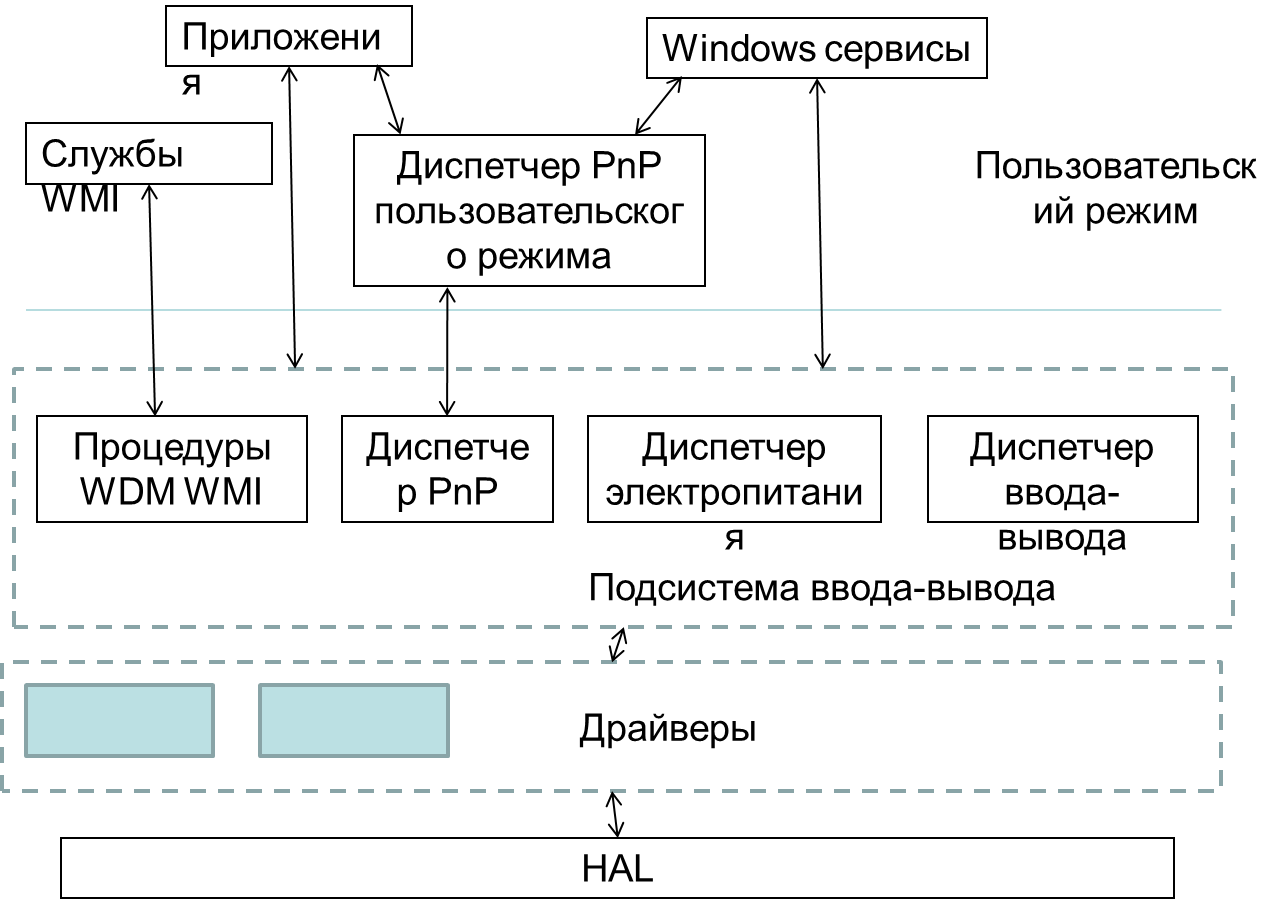 Приложени
я
Windows сервисы
Службы
WMI
Диспетчер PnP
пользовательског
о режима
Пользовательск
ий режим
Процедуры
WDM WMI
Диспетче
р PnP
Диспетчер
электропитани
я
Диспетчер
ввода-
вывода
Подсистема ввода-вывода
Драйверы
HAL